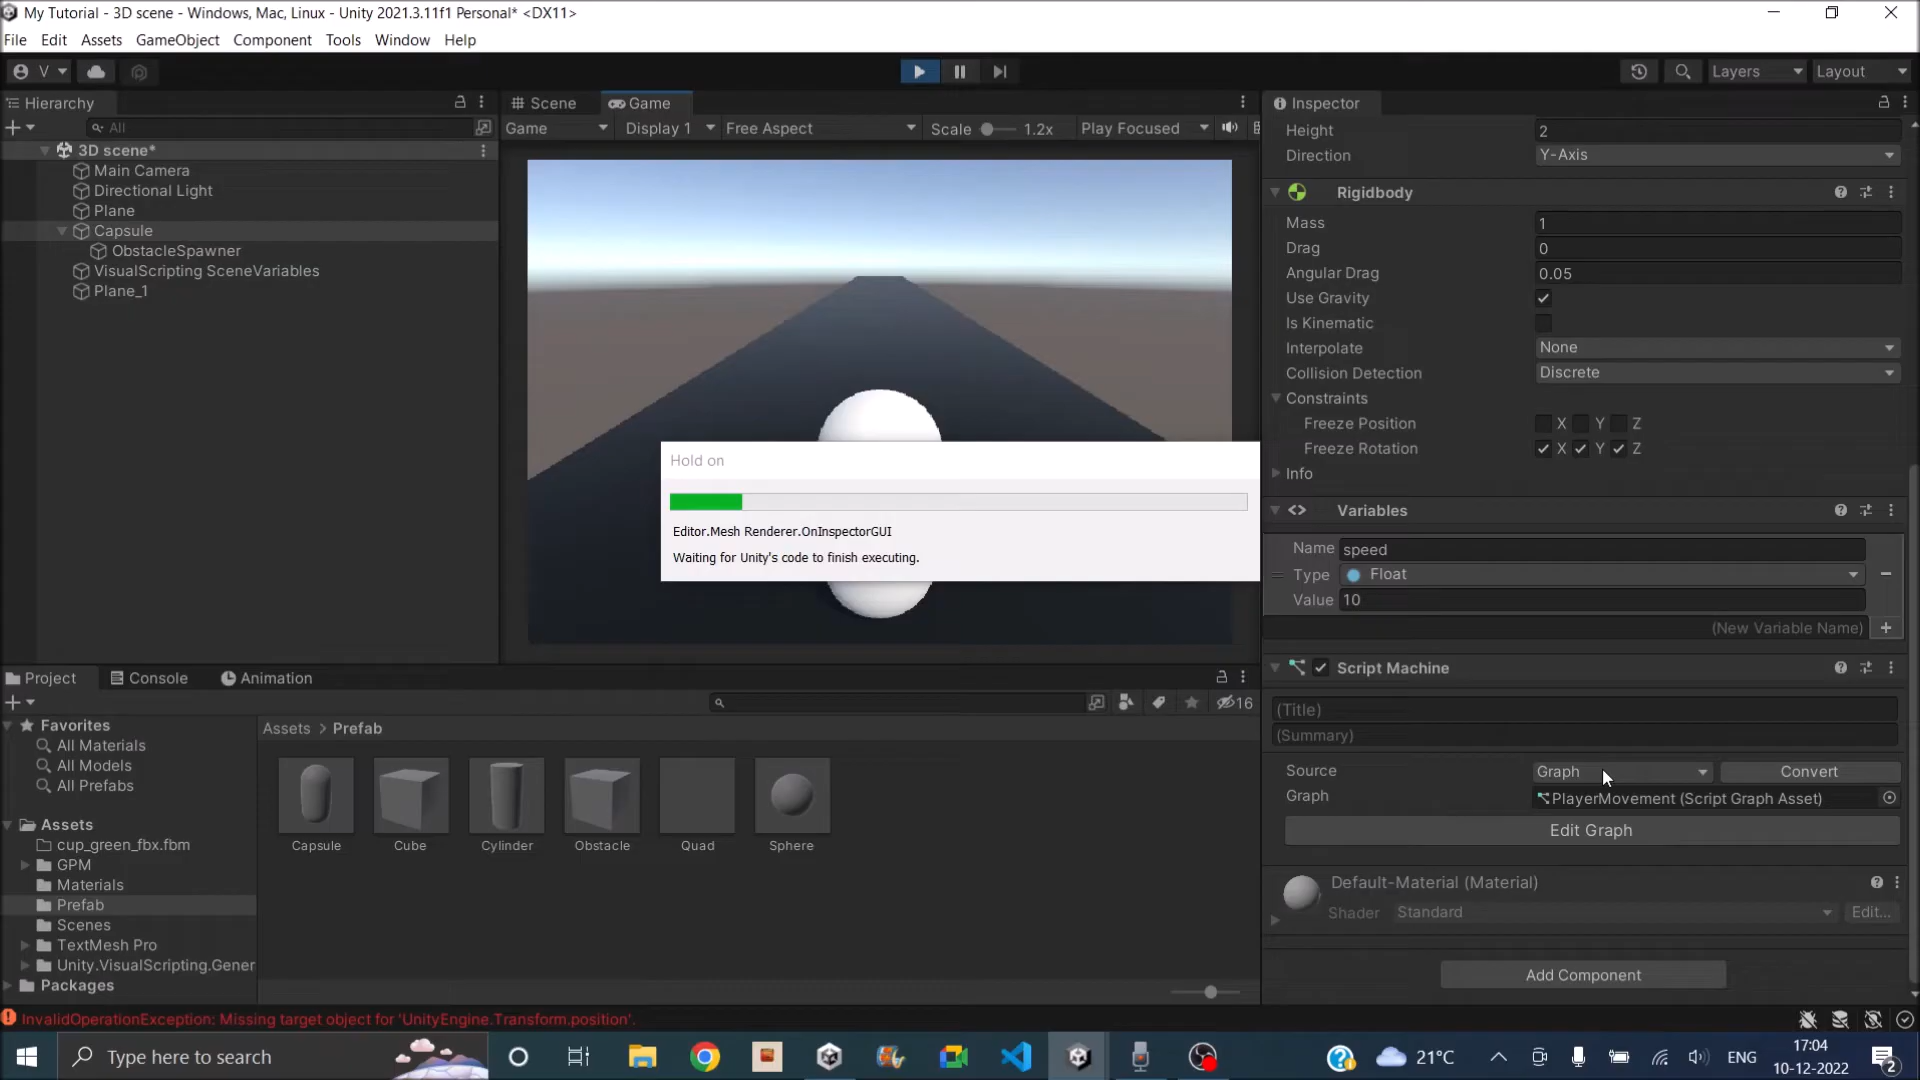 My Tutorial - 3D scene - Windows, Mac, Linux - Unity 2021.3.11f1 Personal* <DX11>
File Edit Assets GameObject Component Tools Window Help
V
Layers
Layout
Hierarchy
All
3D scene*
Main Camera
Directional Light
Plane
Capsule
ObstacleSpawner
VisualScripting SceneVariables
Plane_1
Scene
Game
Game
Display 1
Free Aspect
Scale 1.2x
Play Focused
Hold on
Editor.Mesh Renderer.OnInspectorGUI
Waiting for Unity's code to finish executing.
Inspector
Height 2
Direction Y-Axis
Rigidbody
Mass 1
Drag 0
Angular Drag 0.05
Use Gravity
Is Kinematic
Interpolate None
Collision Detection Discrete
Constraints
Freeze Position X Y Z
Freeze Rotation X Y Z
Info
Variables
Name speed
Type Float
Value 10
(New Variable Name)
Script Machine
(Title)
(Summary)
Source Graph Convert
Graph PlayerMovement (Script Graph Asset)
Edit Graph
Default-Material (Material)
Shader Standard Edit...
Add Component
Project
Console
Animation
16
Favorites
All Materials
All Models
All Prefabs
Assets
cup_green_fbx.fbm
GPM
Materials
Prefab
Scenes
TextMesh Pro
Unity.VisualScripting.Gener
Packages
Assets > Prefab
Capsule Cube Cylinder Obstacle Quad Sphere
InvalidOperationException: Missing target object for 'UnityEngine.Transform.position'.
Type here to search
21°C
ENG
17:04
10-12-2022
2